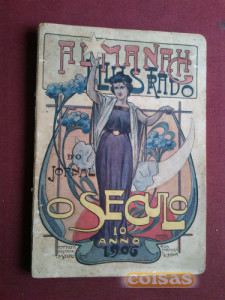 ALMANACH
ILLUSTRADO
DO
JORNAL
O SECULO
10
ANNO
1906
coisas